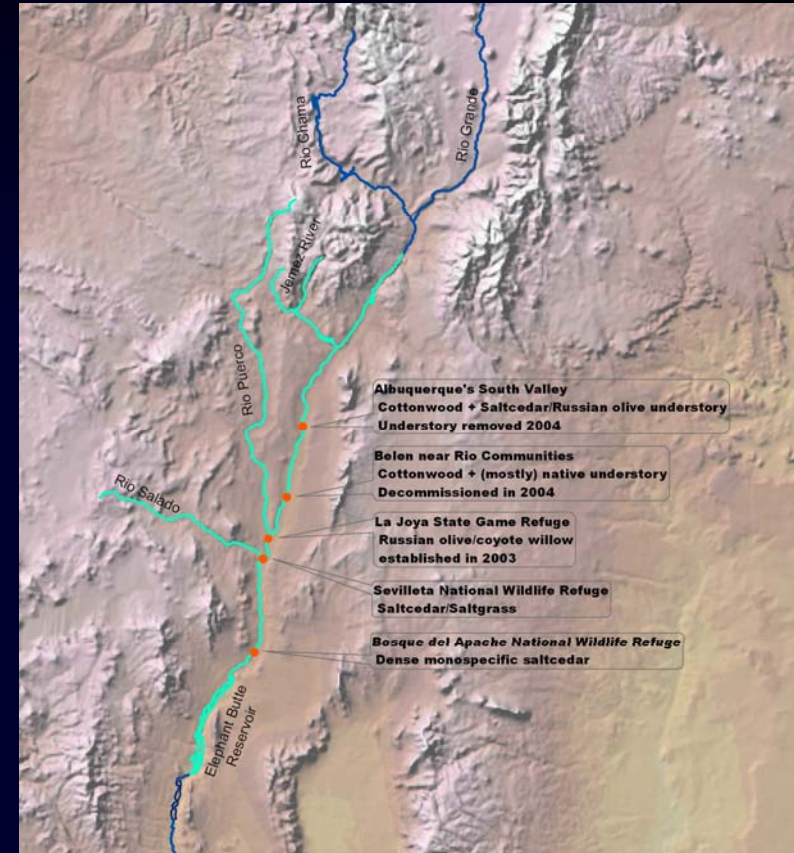 Rio Chama
Rio Grande
Jemez River
Rio Puerco
Albuquerque's South Valley
Cottonwood + Saltcedar/Russian olive understory
Understory removed 2004
Belen near Rio Communities
Cottonwood + (mostly) native understory
Decommissioned in 2004
Rio Salado
La Joya State Game Refuge
Russian olive/coyote willow
established in 2003
Sevilleta National Wildlife Refuge
Saltcedar/Saltgrass
Bosque del Apache National Wildlife Refuge
Dense monospecific saltcedar
Elephant Butte
Reservoir